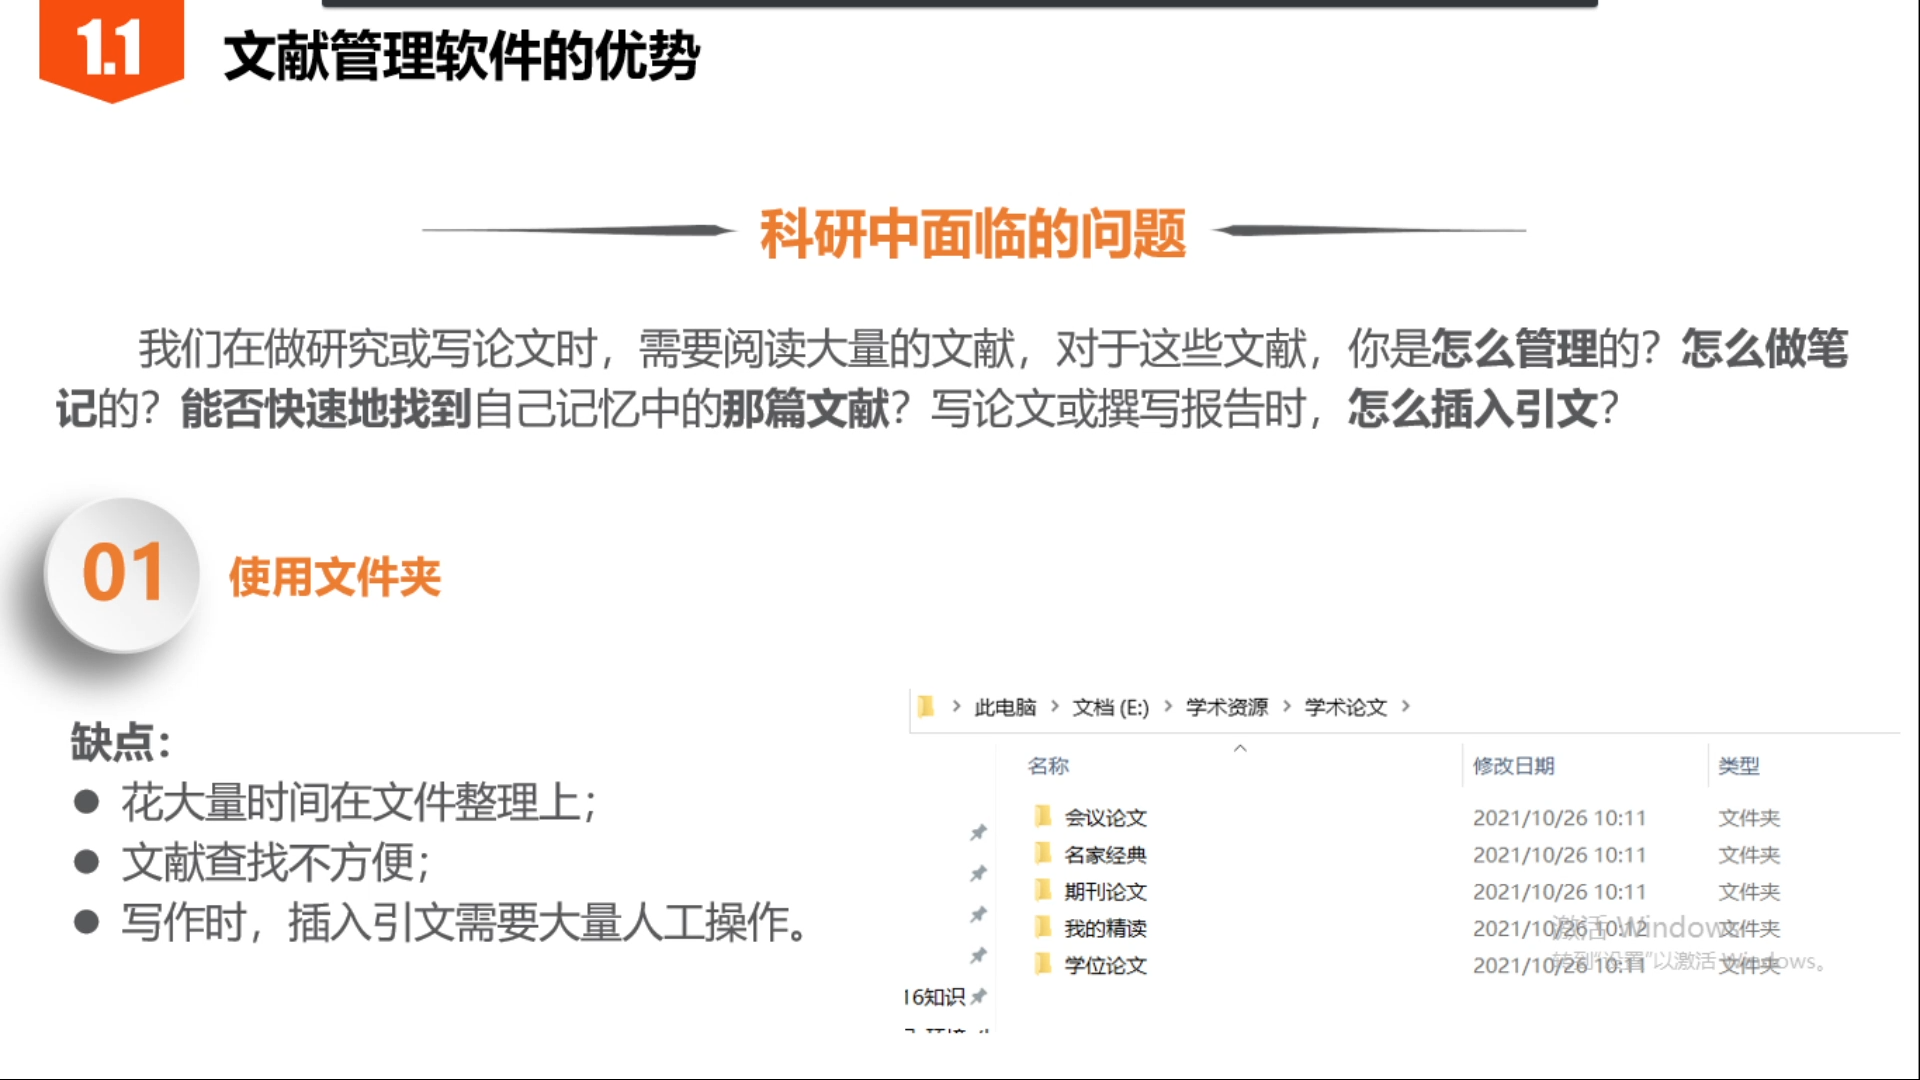 1.1
文献管理软件的优势
科研中面临的问题
我们在做研究或写论文时，需要阅读大量的文献，对于这些文献，你是怎么管理的？怎么做笔
记的？能否快速地找到自己记忆中的那篇文献？写论文或撰写报告时，怎么插入引文？
01
使用文件夹
缺点：
● 花大量时间在文件整理上；
● 文献查找不方便；
● 写作时，插入引文需要大量人工操作。
> 此电脑 > 文档 (E:) > 学术资源 > 学术论文 >
名称 修改日期 类型
会议论文 2021/10/26 10:11 文件夹
名家经典 2021/10/26 10:11 文件夹
期刊论文 2021/10/26 10:11 文件夹
我的精读 2021/10/26 10:12 文件夹
学位论文 2021/10/26 10:11 文件夹
激活 Windows
转到“设置”以激活 Windows。
16知识